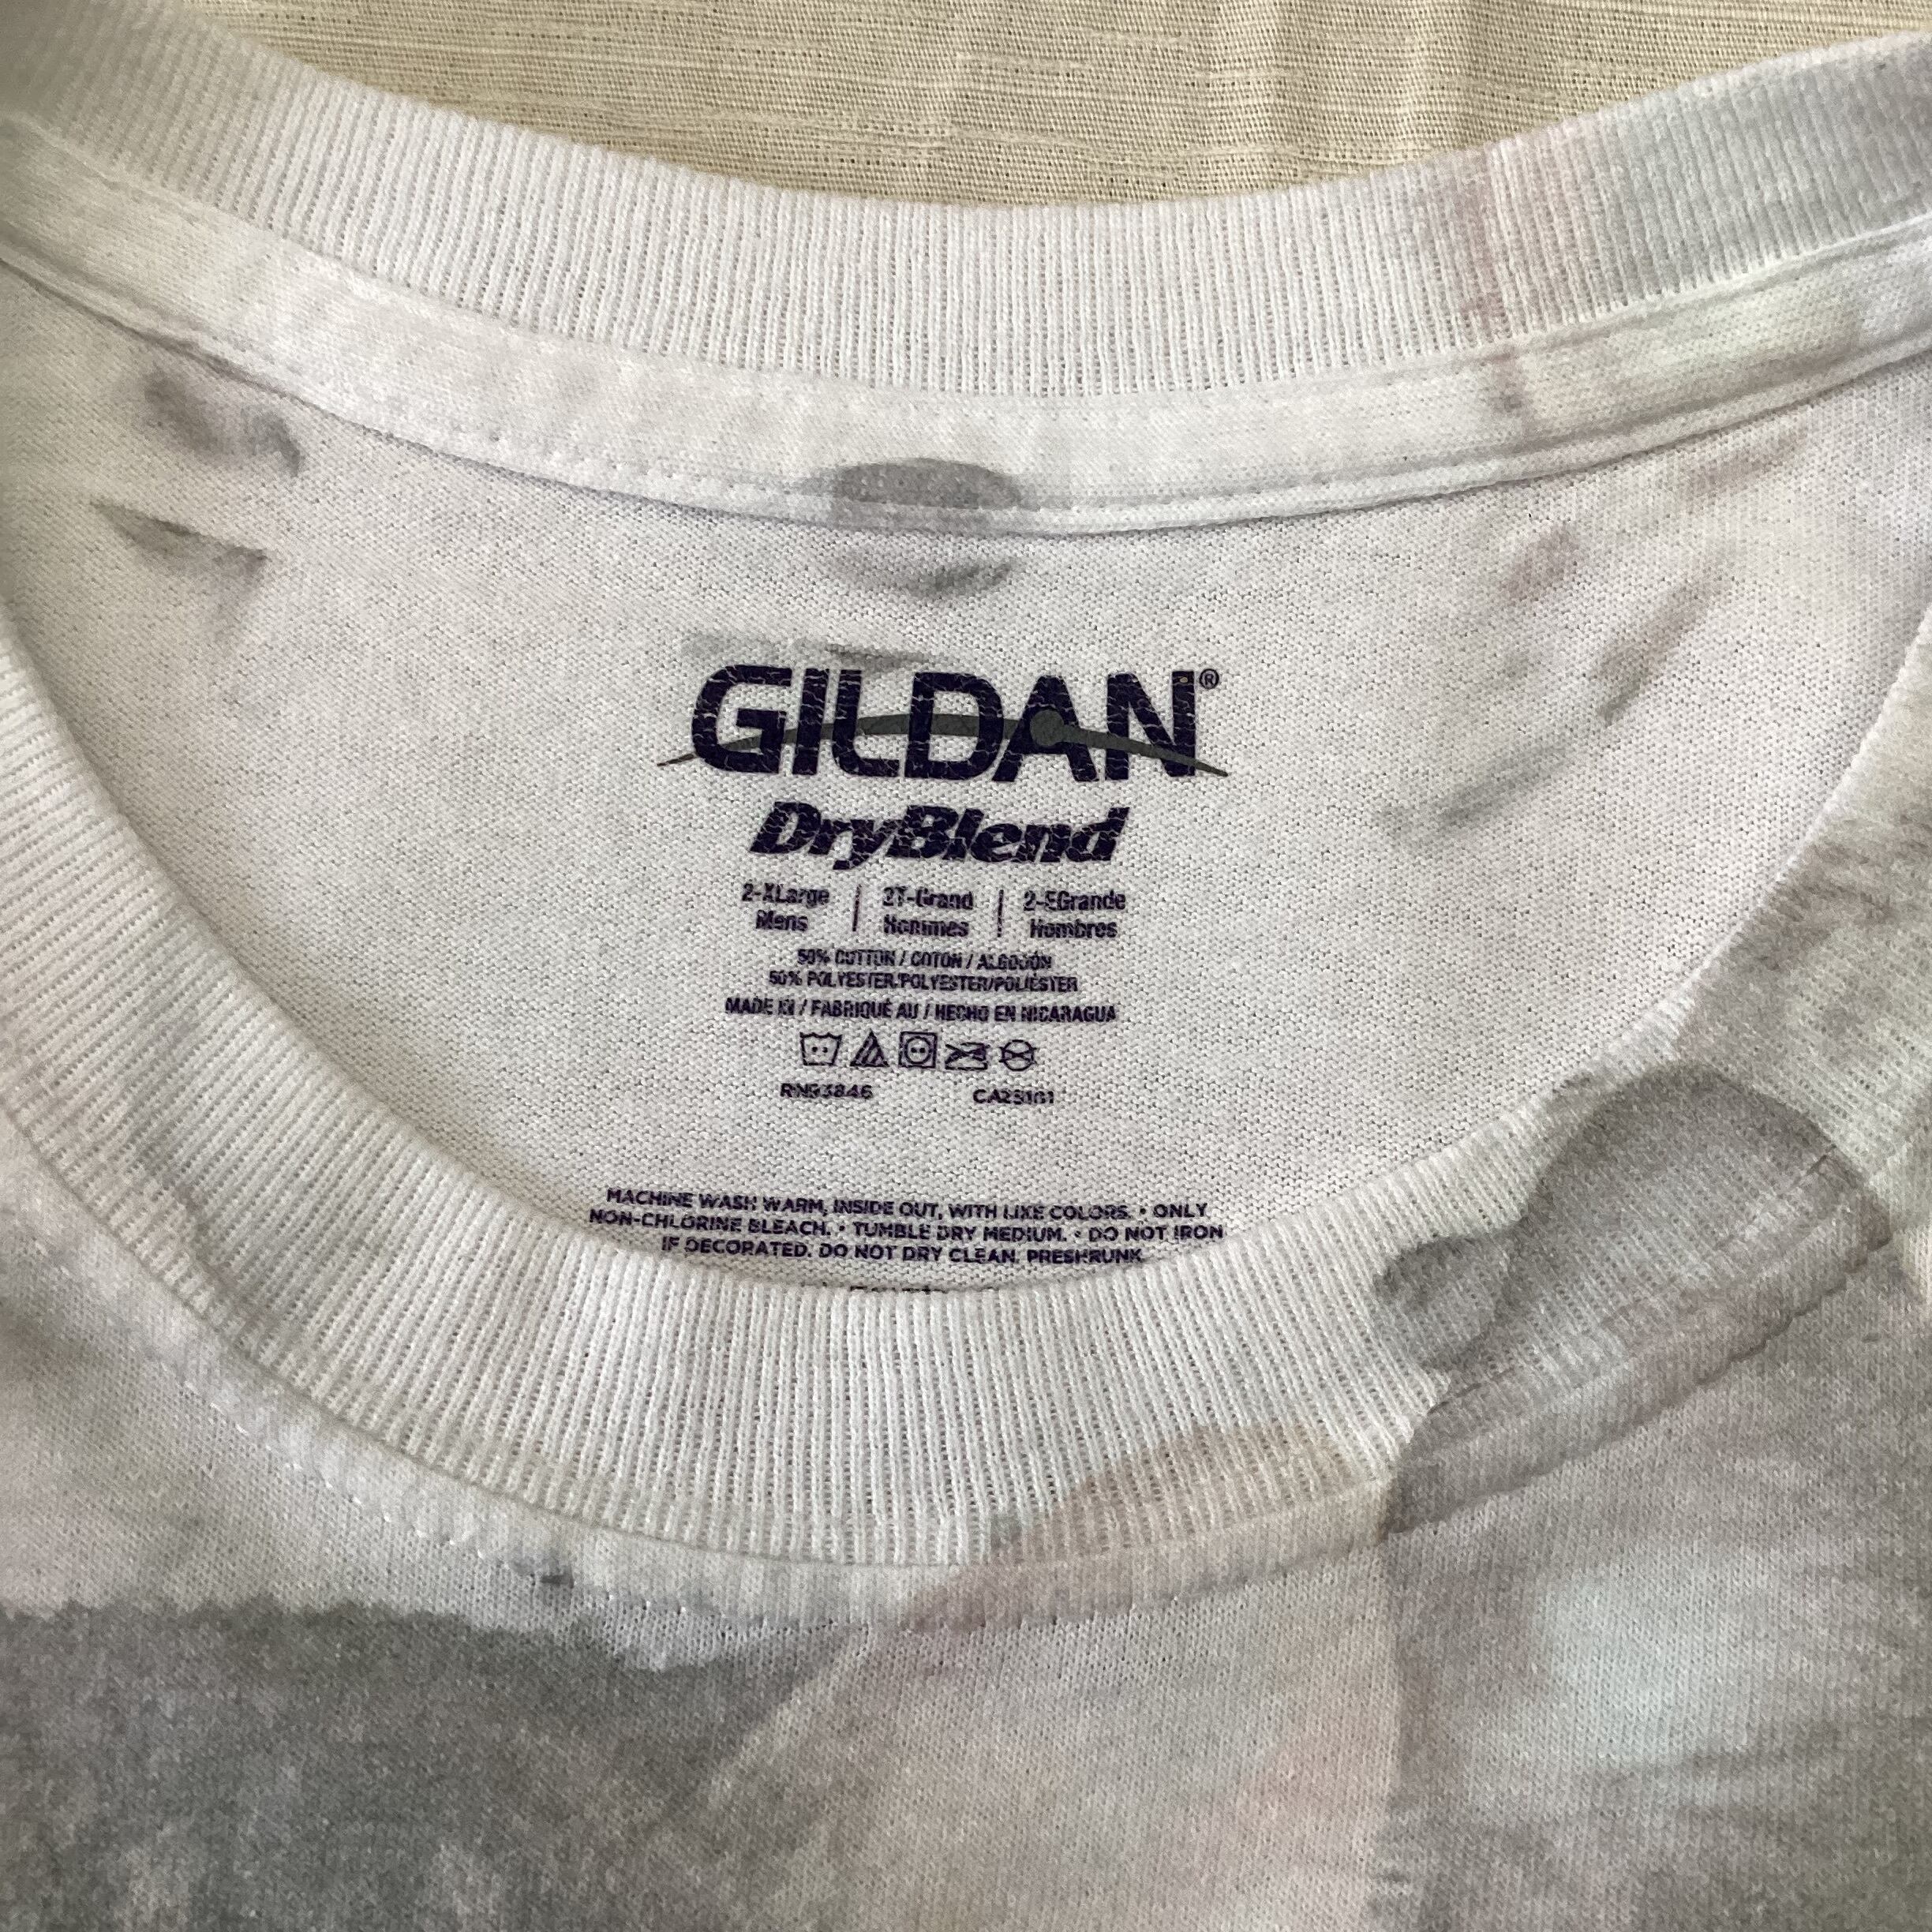 GILDAN®
DryBlend
2-XLarge | 2T-Grand | 2-EGrande
Mens | Hommes | Hombres
50% COTTON / COTON / ALGODÓN
50% POLYESTER/POLYESTER/POLIÉSTER
MADE IN / FABRIQUÉ AU / HECHO EN NICARAGUA
RN93846 CA25161
MACHINE WASH WARM, INSIDE OUT, WITH LIKE COLORS. • ONLY
NON-CHLORINE BLEACH. • TUMBLE DRY MEDIUM. • DO NOT IRON
IF DECORATED. DO NOT DRY CLEAN. PRESHRUNK